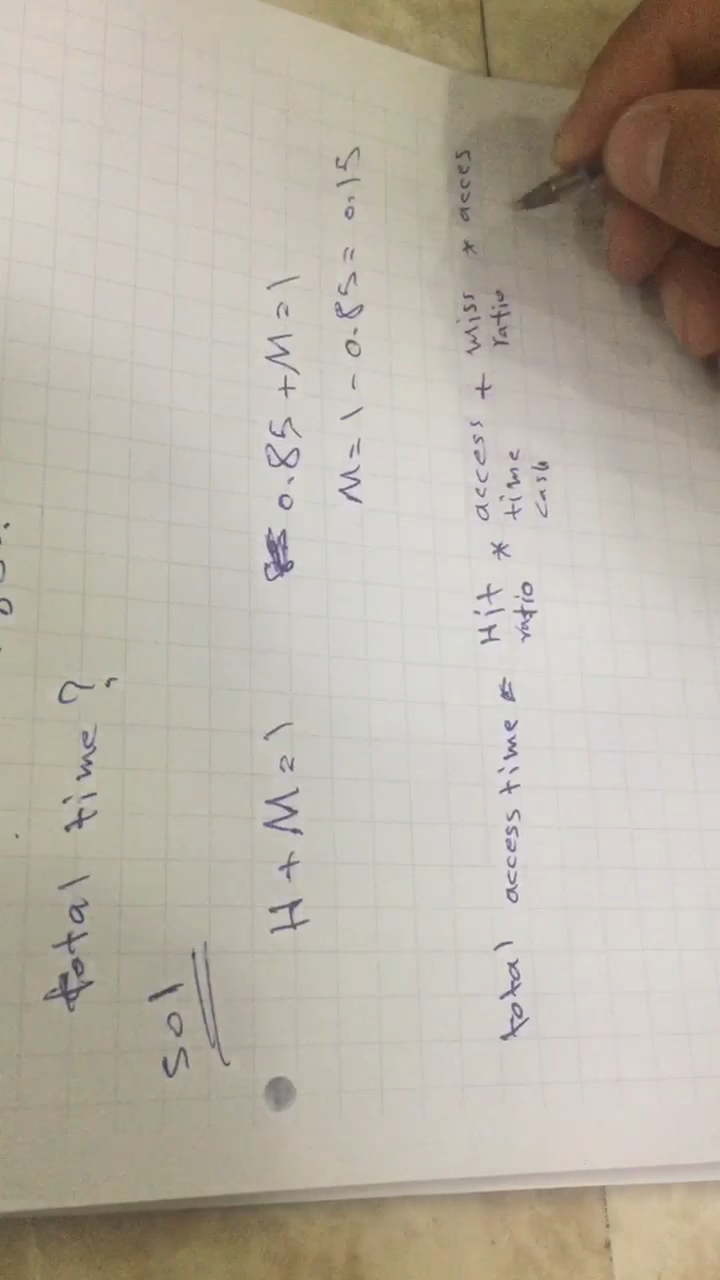 total time?
sol
H + M = 1 0.85 + M = 1
M = 1 - 0.85 = 0.15
total access time = Hit * access + miss * acces
ratio time ratio
cash